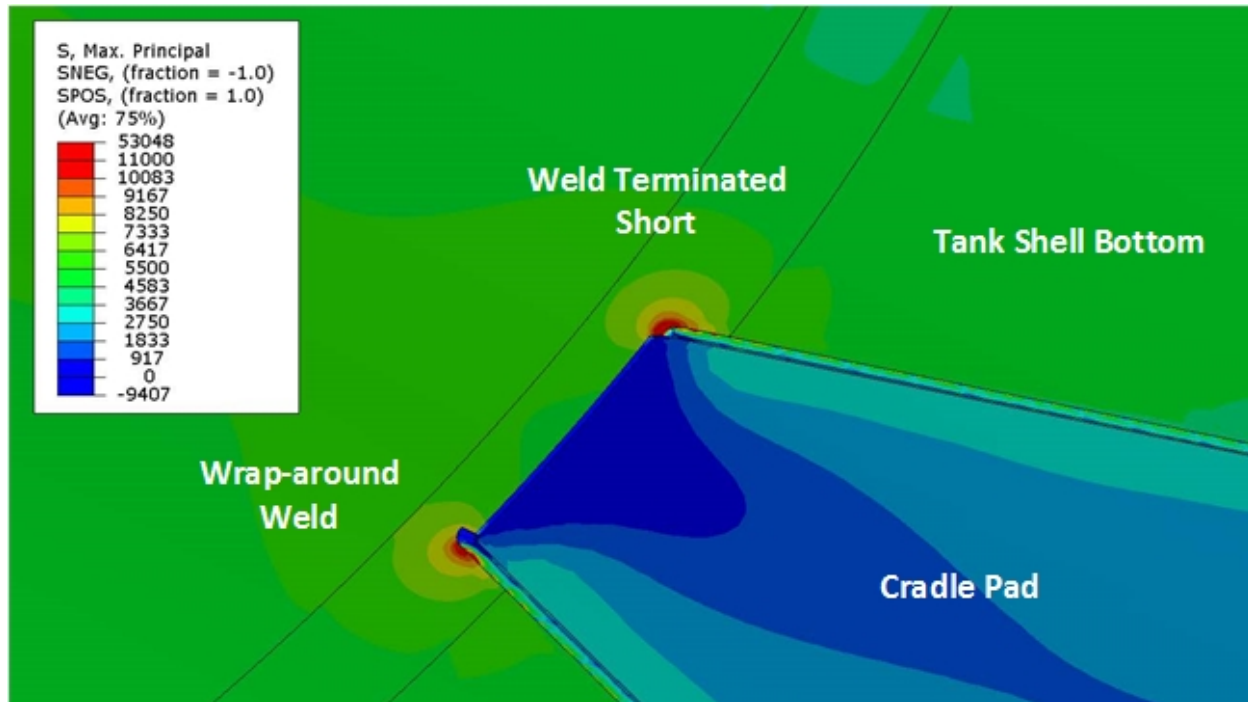 S, Max. Principal
SNEG, (fraction = -1.0)
SPOS, (fraction = 1.0)
(Avg: 75%)
53048
11000
10083
9167
8250
7333
6417
5500
4583
3667
2750
1833
917
0
-9407
Weld Terminated
Short
Tank Shell Bottom
Wrap-around
Weld
Cradle Pad